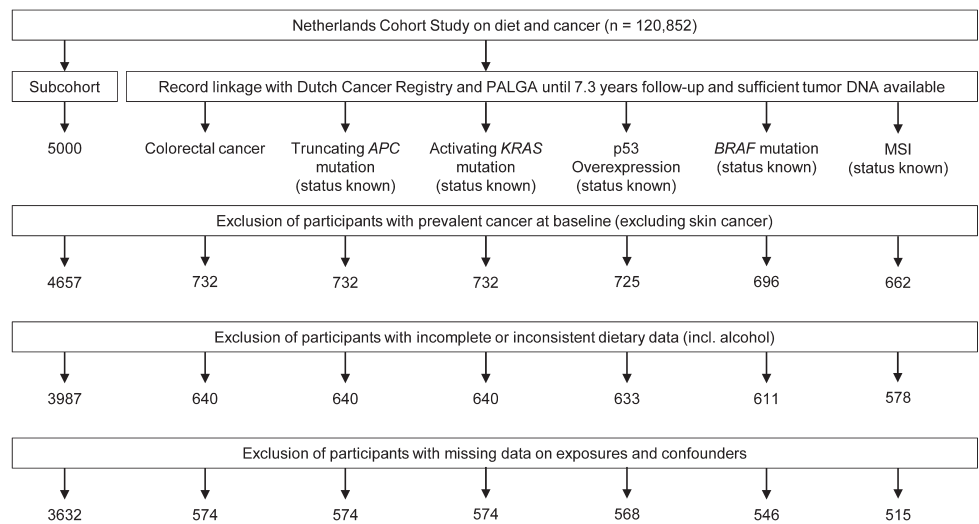 Netherlands Cohort Study on diet and cancer (n = 120,852)
Subcohort
Record linkage with Dutch Cancer Registry and PALGA until 7.3 years follow-up and sufficient tumor DNA available
5000
Colorectal cancer
Truncating APC
mutation
(status known)
Activating KRAS
mutation
(status known)
p53
Overexpression
(status known)
BRAF mutation
(status known)
MSI
(status known)
Exclusion of participants with prevalent cancer at baseline (excluding skin cancer)
4657 732 732 732 725 696 662
Exclusion of participants with incomplete or inconsistent dietary data (incl. alcohol)
3987 640 640 640 633 611 578
Exclusion of participants with missing data on exposures and confounders
3632 574 574 574 568 546 515